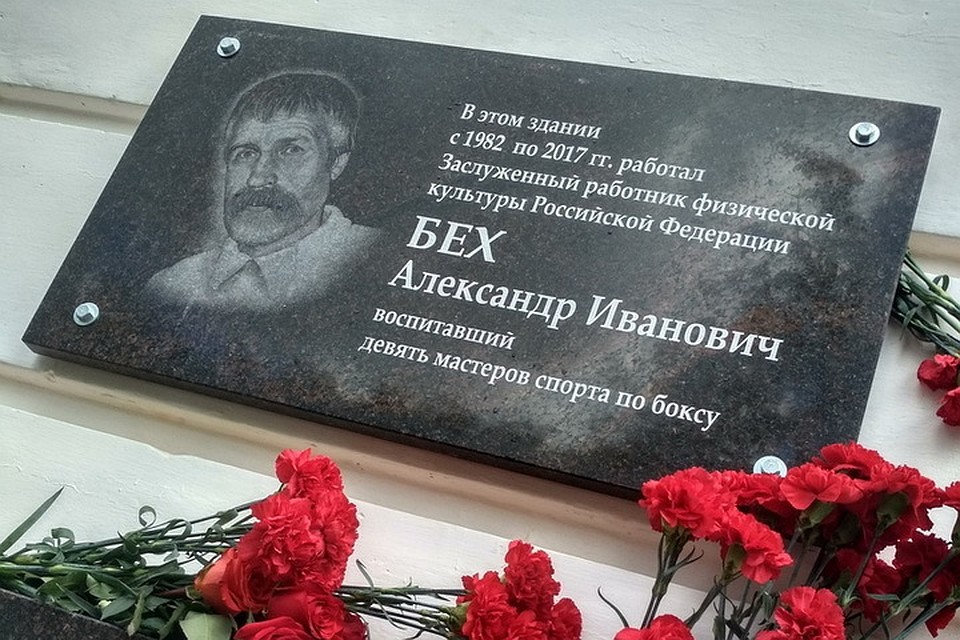 В этом здании
с 1982 по 2017 гг. работал
Заслуженный работник физической
культуры Российской Федерации
БЕХ
Александр Иванович
воспитавший
девять мастеров спорта по боксу